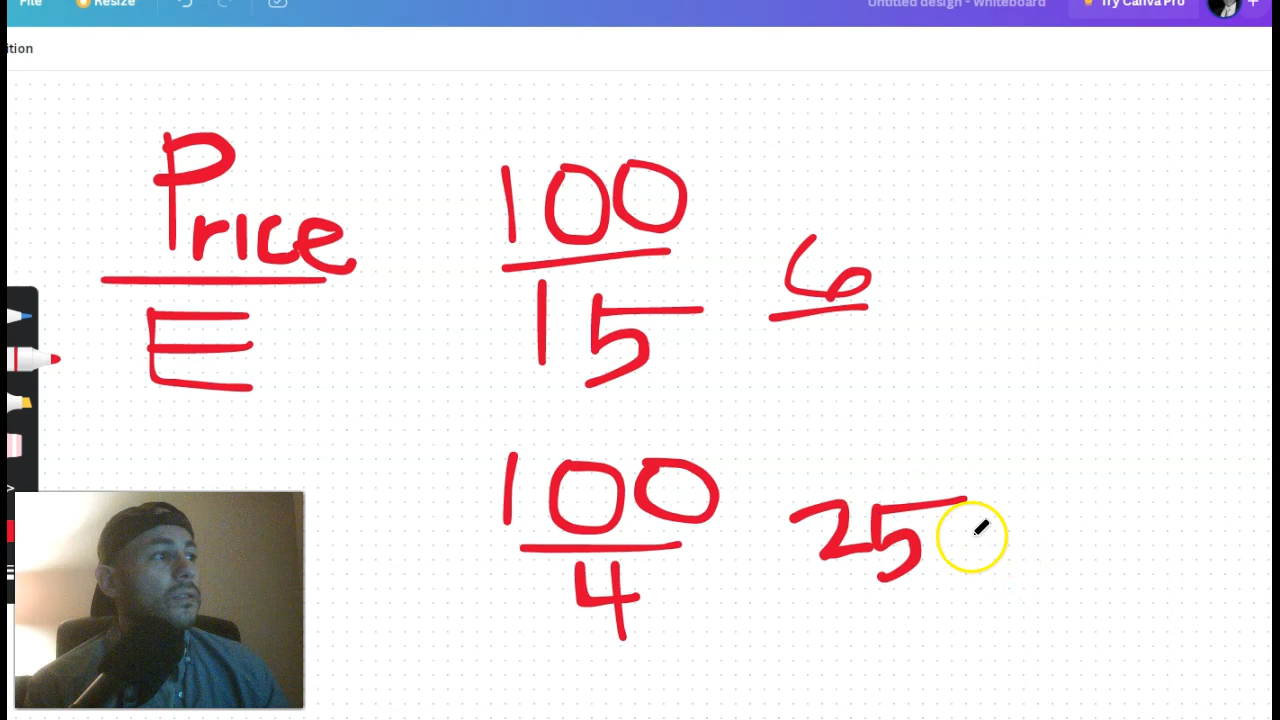 File Resize Untitled design - Whiteboard Try Canva Pro +
ition
Price
E
100
15
6
100
4
25